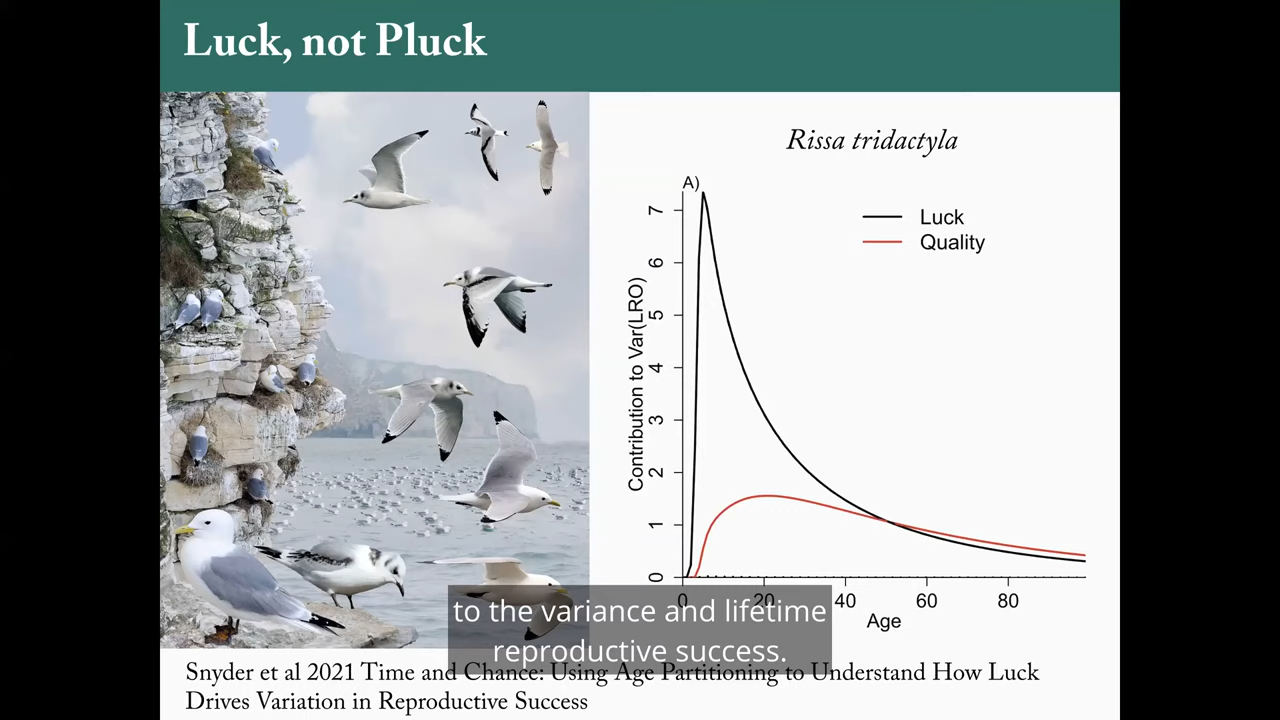 Luck, not Pluck
Rissa tridactyla
A)
Luck
Quality
Contribution to Var(LRO)
7
6
5
4
3
2
1
0
0 20 40 60 80
Age
to the variance and lifetime
reproductive success.
Snyder et al 2021 Time and Chance: Using Age Partitioning to Understand How Luck
Drives Variation in Reproductive Success